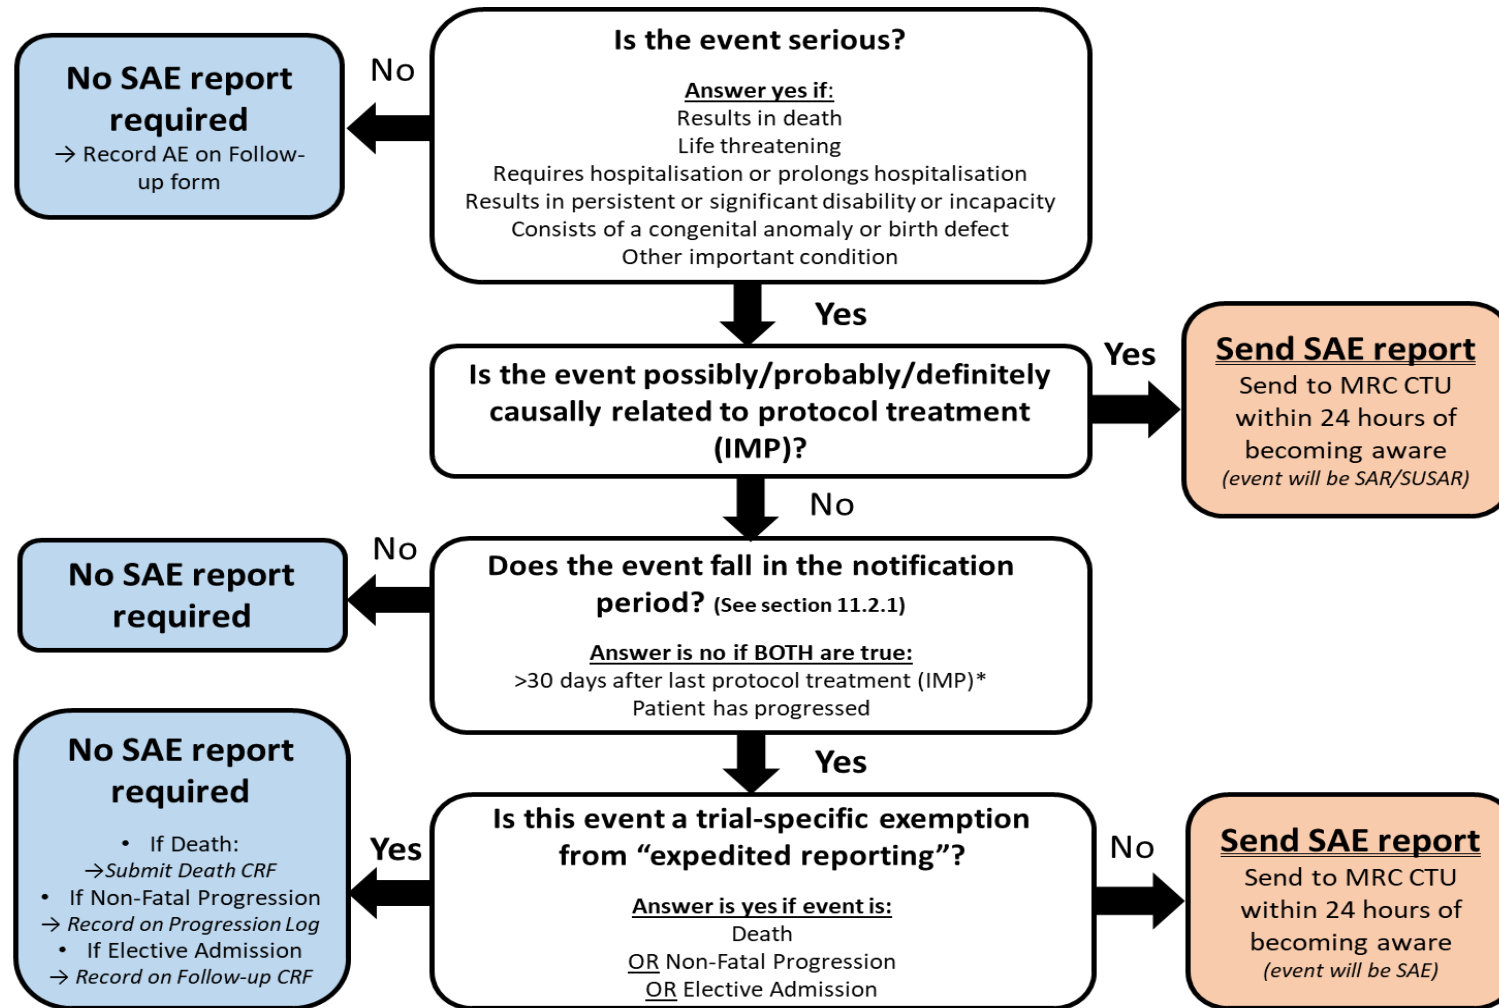 Is the event serious?
Answer yes if:
Results in death
Life threatening
Requires hospitalisation or prolongs hospitalisation
Results in persistent or significant disability or incapacity
Consists of a congenital anomaly or birth defect
Other important condition
No
No SAE report
required
→ Record AE on Follow-
up form
Yes
Is the event possibly/probably/definitely
causally related to protocol treatment
(IMP)?
Yes
Send SAE report
Send to MRC CTU
within 24 hours of
becoming aware
(event will be SAR/SUSAR)
No
Does the event fall in the notification
period? (See section 11.2.1)
Answer is no if BOTH are true:
>30 days after last protocol treatment (IMP)*
Patient has progressed
No
No SAE report
required
Yes
Is this event a trial-specific exemption
from “expedited reporting”?
Answer is yes if event is:
Death
OR Non-Fatal Progression
OR Elective Admission
Yes
No SAE report
required
• If Death:
→Submit Death CRF
• If Non-Fatal Progression
→ Record on Progression Log
• If Elective Admission
→ Record on Follow-up CRF
No
Send SAE report
Send to MRC CTU
within 24 hours of
becoming aware
(event will be SAE)